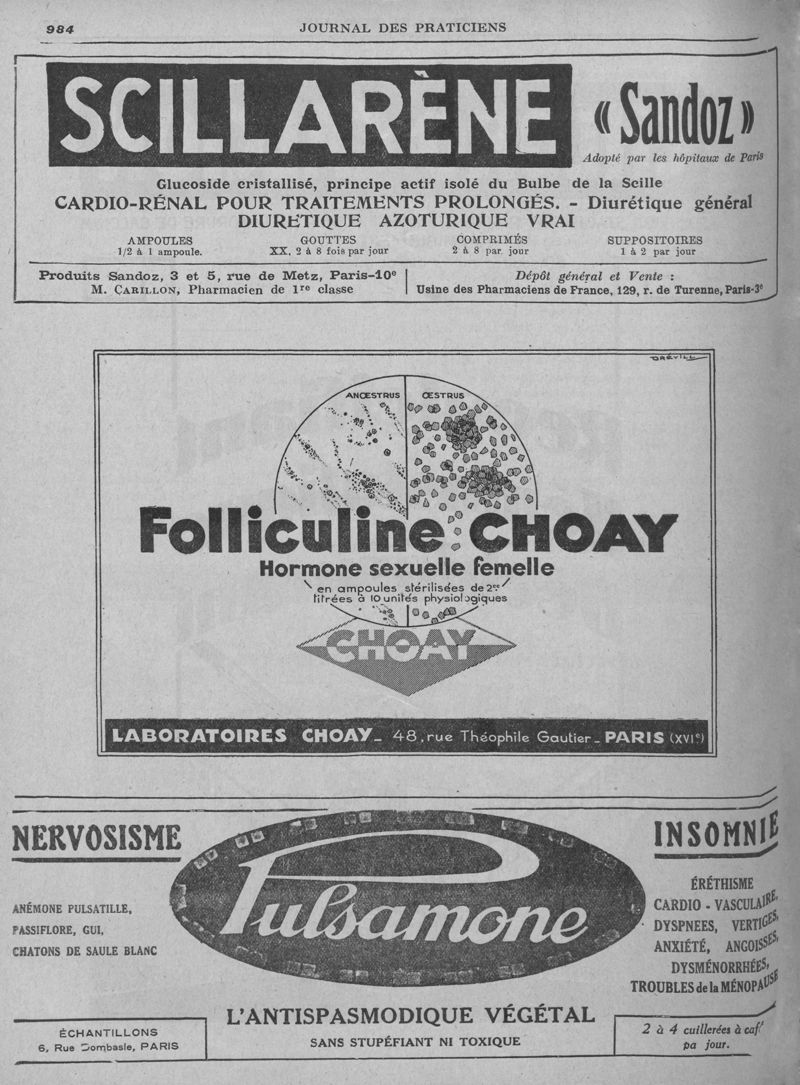 984
JOURNAL DES PRATICIENS
SCILLARÈNE
« Sandoz »
Adopté par les hôpitaux de Paris
Glucoside cristallisé, principe actif isolé du Bulbe de la Scille
CARDIO-RÉNAL POUR TRAITEMENTS PROLONGÉS. - Diurétique général
DIURETIQUE AZOTURIQUE VRAI
AMPOULES
1/2 à 1 ampoule.
GOUTTES
XX, 2 à 8 fois par jour
COMPRIMÉS
2 à 8 par. jour
SUPPOSITOIRES
1 à 2 par jour
Produits Sandoz, 3 et 5, rue de Metz, Paris-10e
M. CARILLON, Pharmacien de 1re classe
Dépôt général et Vente :
Usine des Pharmaciens de France, 129, r. de Turenne, Paris-3e
DRÉVILL
ANŒSTRUS
ŒSTRUS
Folliculine CHOAY
Hormone sexuelle femelle
en ampoules stérilisées de 2cc
titrées à 10 unités physiologiques
CHOAY
LABORATOIRES CHOAY_ 48, rue Théophile Gautier_ PARIS (XVIe)
NERVOSISME
ANÉMONE PULSATILLE,
PASSIFLORE, GUI,
CHATONS DE SAULE BLANC
Pulsamone
INSOMNIE
ÉRÉTHISME
CARDIO - VASCULAIRE,
DYSPNEES, VERTIGES,
ANXIÉTÉ, ANGOISSES,
DYSMÉNORRHÉES,
TROUBLES de la MÉNOPAUSE
L'ANTISPASMODIQUE VÉGÉTAL
SANS STUPÉFIANT NI TOXIQUE
ÉCHANTILLONS
6, Rue Dombasle, PARIS
2 à 4 cuillerées à caf'
pa jour.